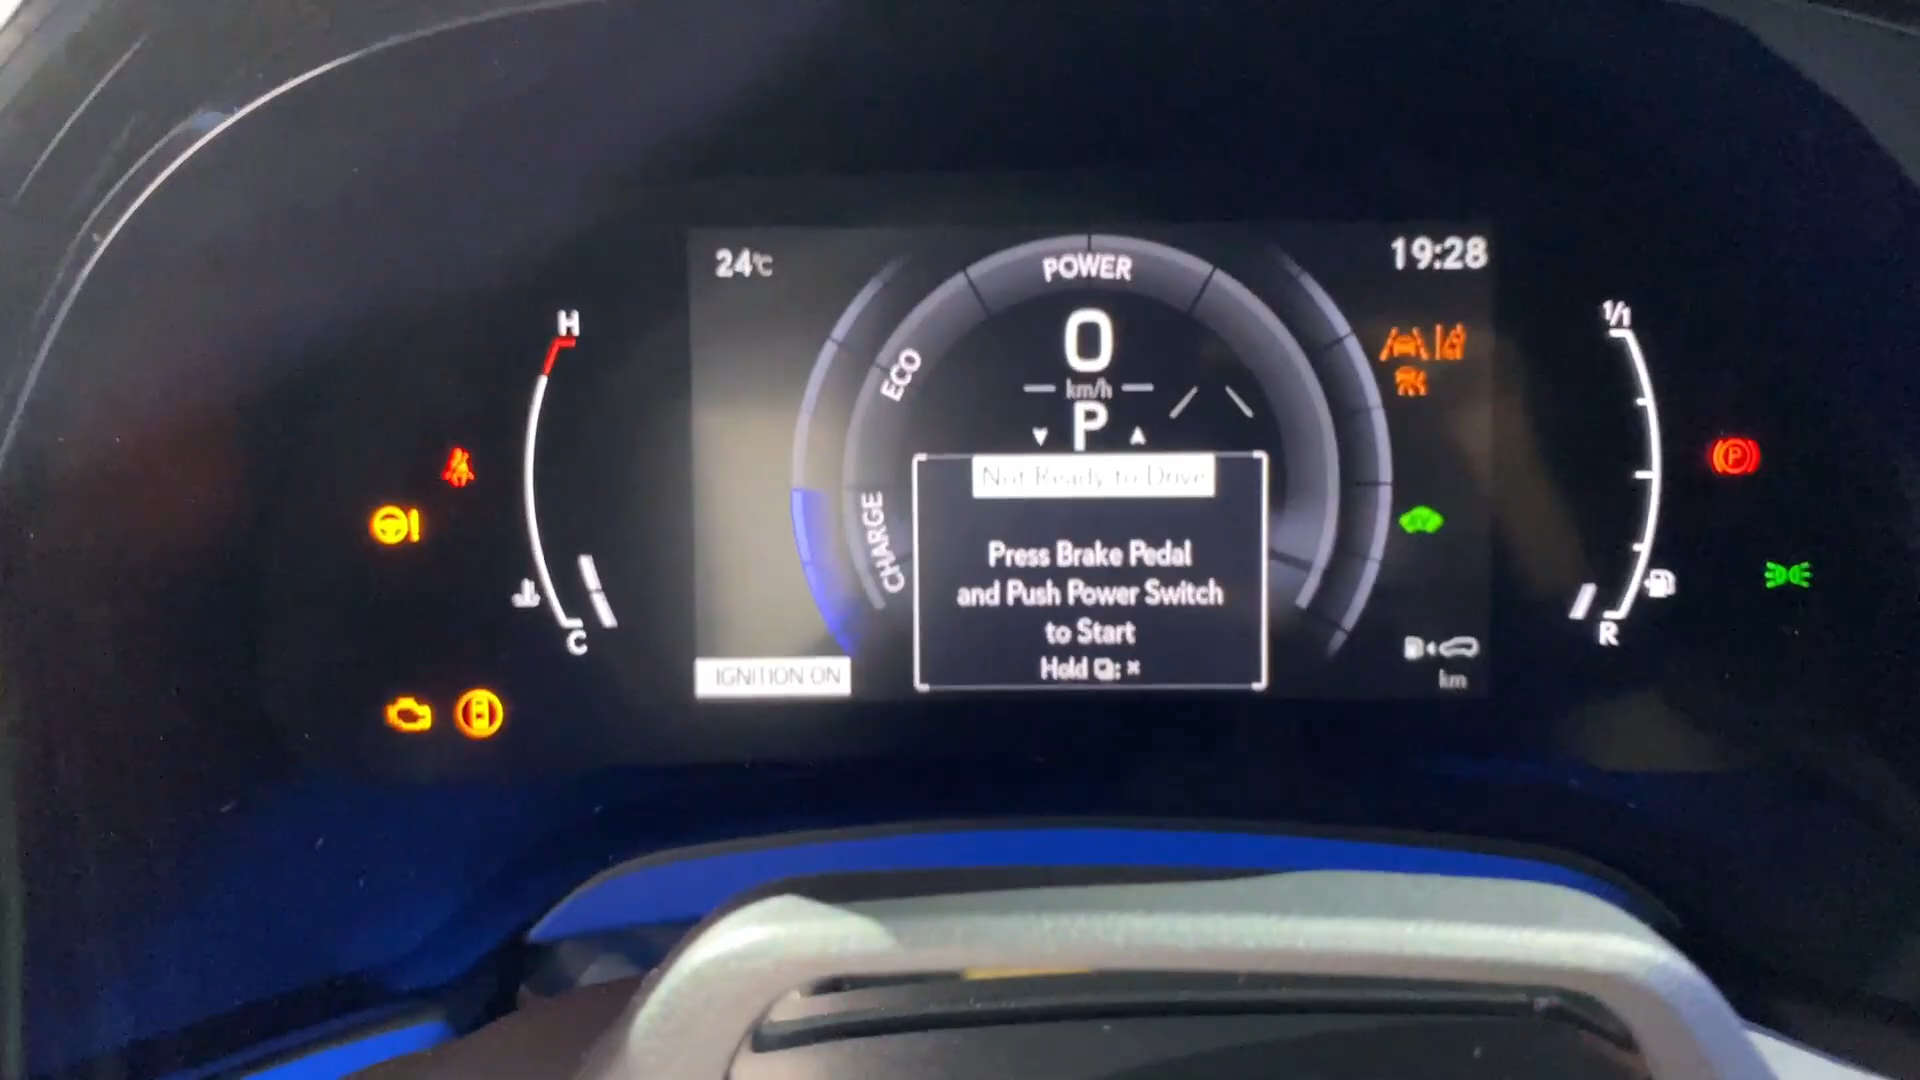 24°C
19:28
POWER
H
1/1
0
ECO
km/h
P
P
Not Ready to Drive
CHARGE
EV
Press Brake Pedal
and Push Power Switch
to Start
Hold : ×
C
R
IGNITION ON
km